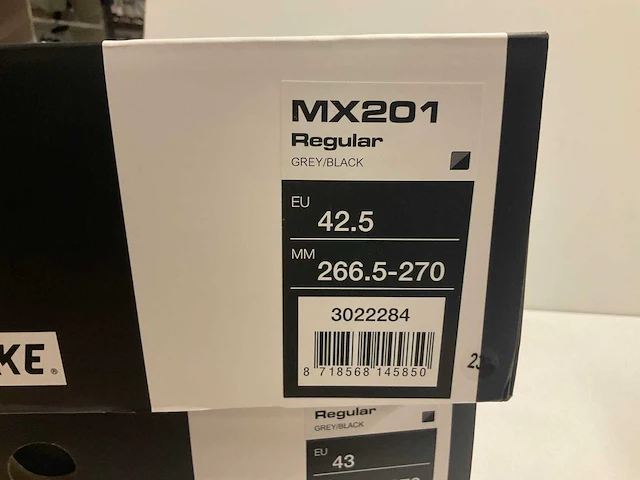 MX201
Regular
GREY/BLACK
EU
42.5
MM
266.5-270
3022284
8 718568 145850
KE®
23
Regular
GREY/BLACK
EU
43